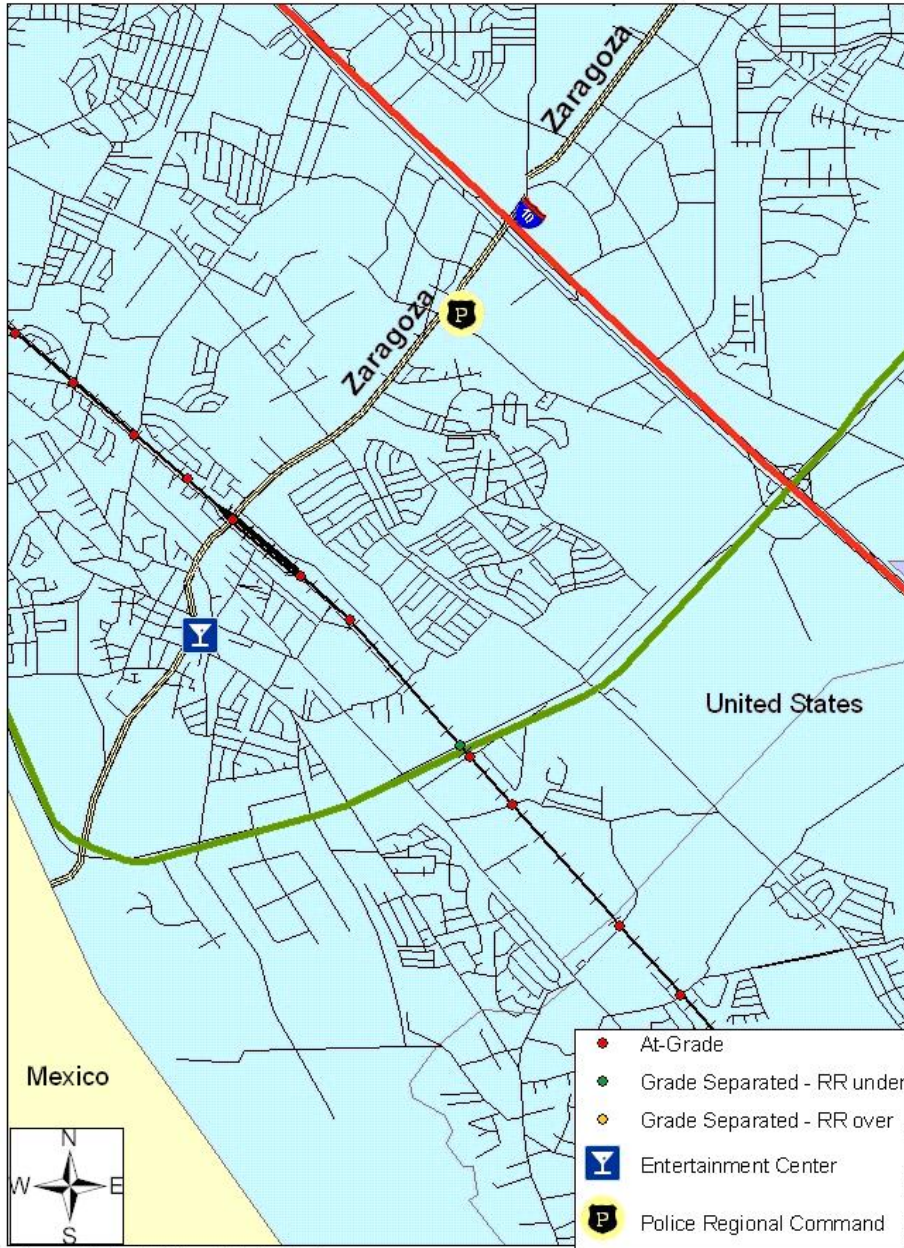 Zaragoza
10
Zaragoza
P
United States
Mexico
N
W E
S
At-Grade
Grade Separated - RR under
Grade Separated - RR over
Entertainment Center
P Police Regional Command